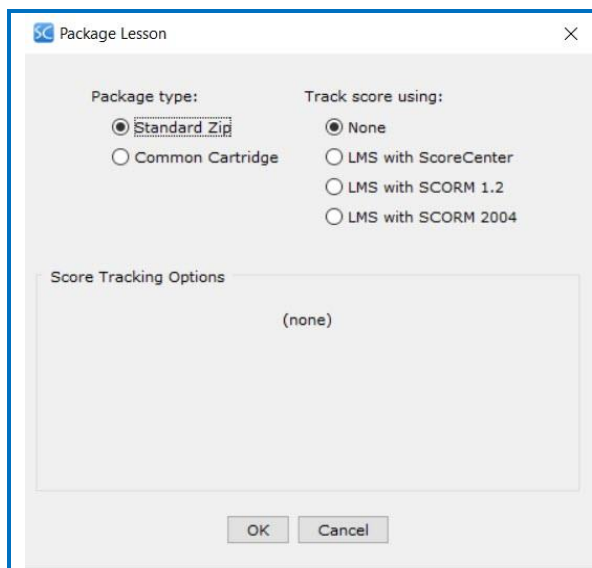 SC Package Lesson
Package type:
Standard Zip
Common Cartridge
Track score using:
None
LMS with ScoreCenter
LMS with SCORM 1.2
LMS with SCORM 2004
Score Tracking Options
(none)
OK Cancel